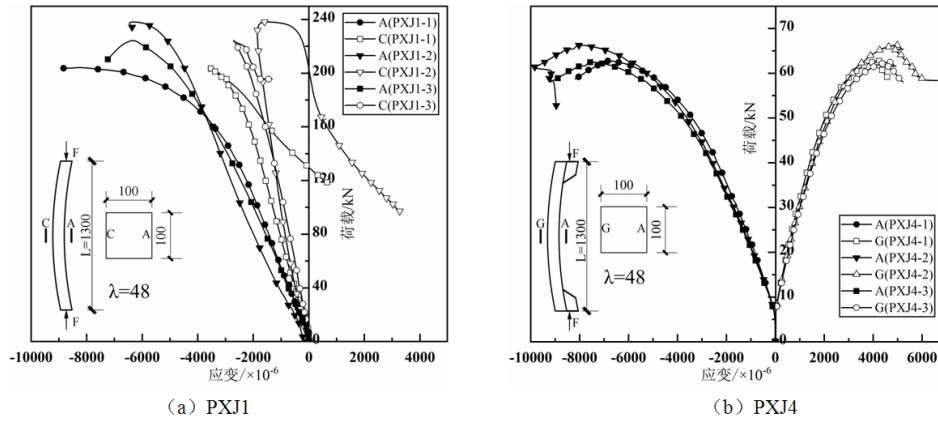 240
200
160
120
80
40
0
荷载/kN
A(PXJ1-1)
C(PXJ1-1)
A(PXJ1-2)
C(PXJ1-2)
A(PXJ1-3)
C(PXJ1-3)
F
C
A
L=1300
F
100
C
A
100
λ=48
-10000 -8000 -6000 -4000 -2000 0 2000 4000
应变/×10⁻⁶
(a) PXJ1
70
60
50
40
30
20
10
0
荷载/kN
A(PXJ4-1)
G(PXJ4-1)
A(PXJ4-2)
G(PXJ4-2)
A(PXJ4-3)
G(PXJ4-3)
F
G
A
L=1300
F
100
G
A
100
λ=48
-10000 -8000 -6000 -4000 -2000 0 2000 4000 6000
应变/×10⁻⁶
(b) PXJ4